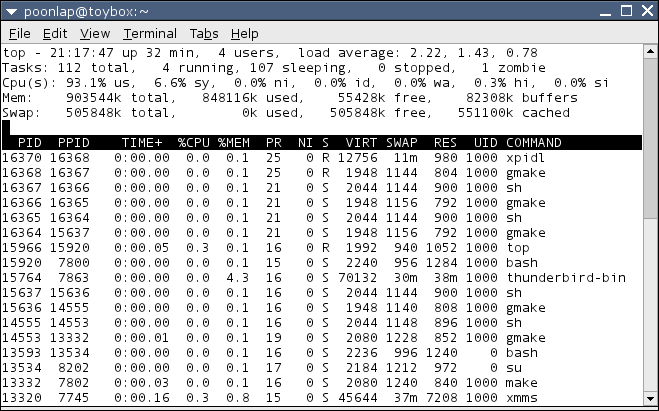 poonlap@toybox:~
File Edit View Terminal Tabs Help
top - 21:17:47 up 32 min,  4 users,  load average: 2.22, 1.43, 0.78
Tasks: 112 total,   4 running, 107 sleeping,   0 stopped,   1 zombie
Cpu(s): 93.1% us,  6.6% sy,  0.0% ni,  0.0% id,  0.0% wa,  0.3% hi,  0.0% si
Mem:    903544k total,   848116k used,    55428k free,    82308k buffers
Swap:   505848k total,        0k used,   505848k free,   551100k cached
PID PPID TIME+ %CPU %MEM PR NI S VIRT SWAP RES UID COMMAND
16370 16368 0:00.00 0.0 0.1 25 0 R 12756 11m 980 1000 xpidl
16368 16367 0:00.00 0.0 0.1 25 0 S 1948 1144 804 1000 gmake
16367 16366 0:00.00 0.0 0.1 21 0 S 2044 1144 900 1000 sh
16366 16365 0:00.00 0.0 0.1 21 0 S 1948 1156 792 1000 gmake
16365 16364 0:00.00 0.0 0.1 21 0 S 2044 1144 900 1000 sh
16364 15637 0:00.00 0.0 0.1 21 0 S 1948 1156 792 1000 gmake
15966 15920 0:00.05 0.3 0.1 16 0 R 1992 940 1052 1000 top
15920 7800 0:00.00 0.0 0.1 15 0 S 2240 956 1284 1000 bash
15764 7863 0:00.00 0.0 4.3 16 0 S 70132 30m 38m 1000 thunderbird-bin
15637 15636 0:00.00 0.0 0.1 16 0 S 2044 1144 900 1000 sh
15636 14555 0:00.00 0.0 0.1 16 0 S 1948 1140 808 1000 gmake
14555 14553 0:00.00 0.0 0.1 16 0 S 2044 1148 896 1000 sh
14553 13332 0:00.01 0.0 0.1 19 0 S 2080 1228 852 1000 gmake
13593 13534 0:00.00 0.0 0.1 16 0 S 2236 996 1240 0 bash
13534 8202 0:00.00 0.0 0.1 17 0 S 2184 1212 972 0 su
13332 7802 0:00.03 0.0 0.1 16 0 S 2080 1240 840 1000 make
13320 7745 0:00.16 0.3 0.8 15 0 S 45644 37m 7208 1000 xmms